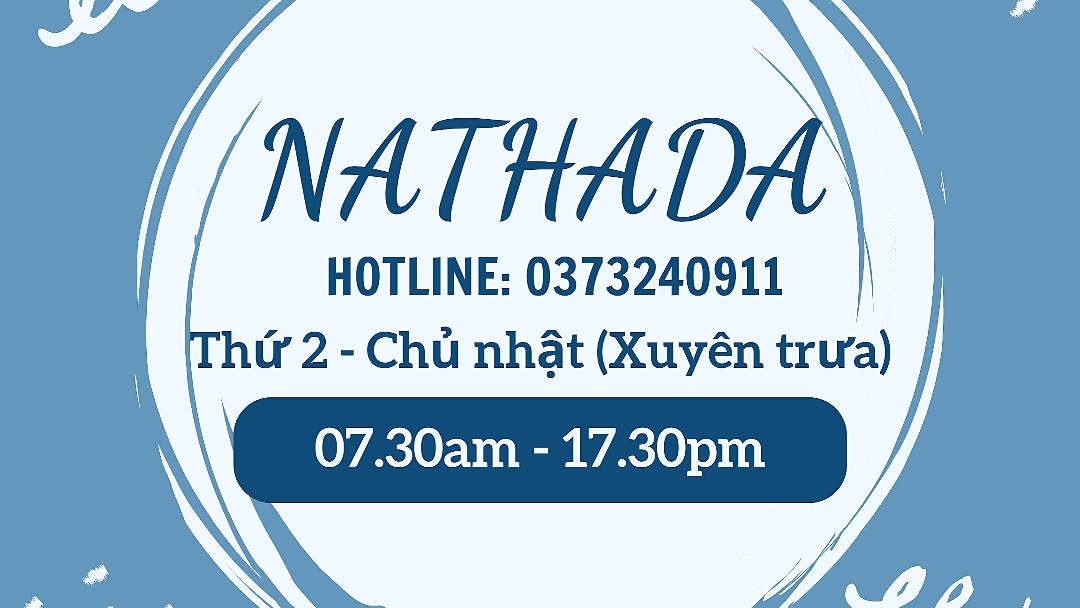 NATHADA
HOTLINE: 0373240911
Thứ 2 - Chủ nhật (Xuyên trưa)
07.30am - 17.30pm